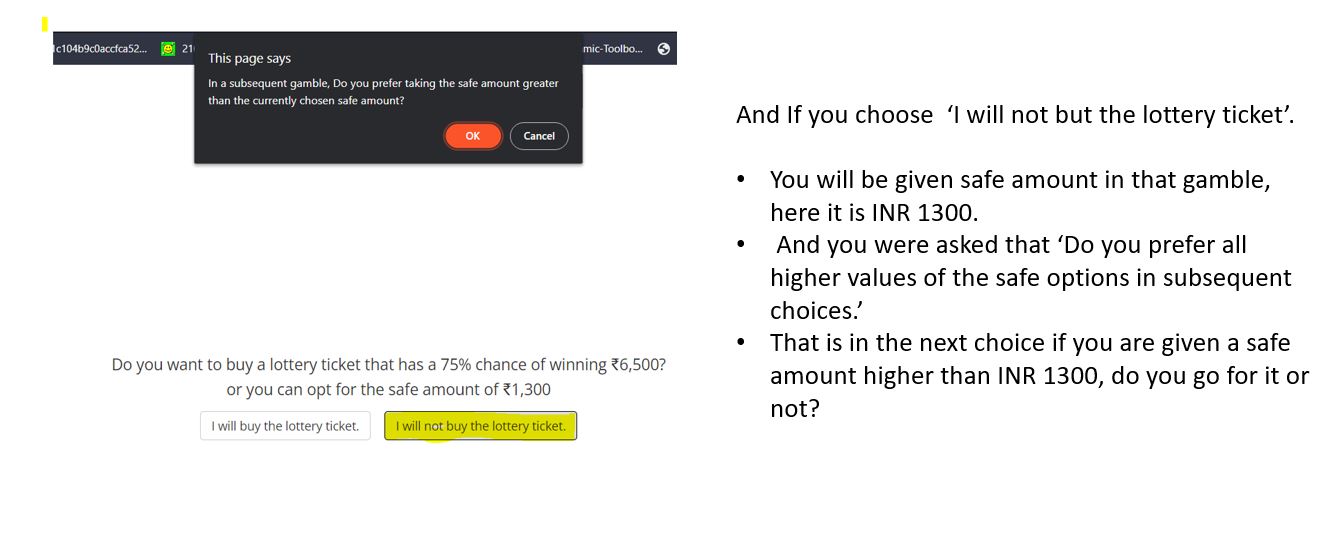 1c104b9c0accfca52...
21
mic-Toolbo...
This page says
In a subsequent gamble, Do you prefer taking the safe amount greater
than the currently chosen safe amount?
OK
Cancel
Do you want to buy a lottery ticket that has a 75% chance of winning ₹6,500?
or you can opt for the safe amount of ₹1,300
I will buy the lottery ticket.
I will not buy the lottery ticket.
And If you choose  ‘I will not but the lottery ticket’.
• You will be given safe amount in that gamble,
here it is INR 1300.
• And you were asked that ‘Do you prefer all
higher values of the safe options in subsequent
choices.’
• That is in the next choice if you are given a safe
amount higher than INR 1300, do you go for it or
not?